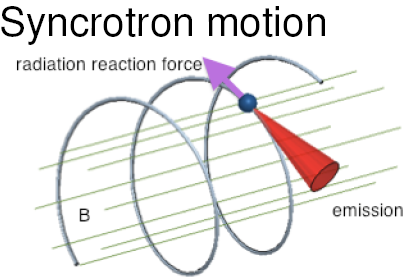 Syncrotron motion
radiation reaction force
B
emission